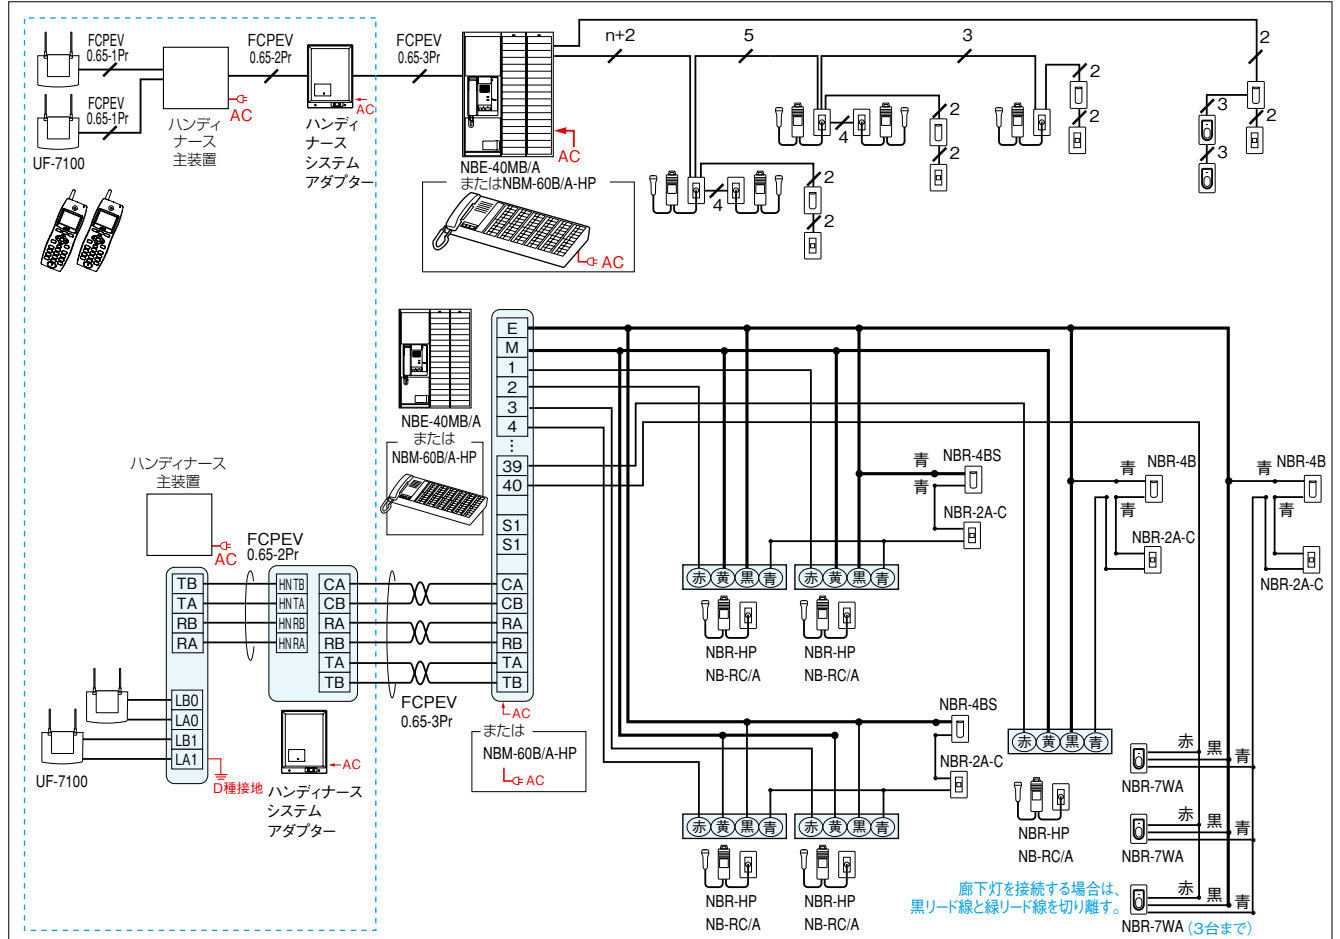 FCPEV
0.65-1Pr
FCPEV
0.65-1Pr
UF-7100
AC
ハンディ
ナース
主装置
FCPEV
0.65-2Pr
AC
ハンディ
ナース
システム
アダプター
FCPEV
0.65-3Pr
AC
NBE-40MB/A
またはNBM-60B/A-HP
AC
n+2
5
3
2
2
2
4
2
2
4
2
2
3
3
2
NBE-40MB/A
または
NBM-60B/A-HP
E
M
1
2
3
4
⋮
39
40
S1
S1
CA
CB
RA
RB
TA
TB
AC
または
NBM-60B/A-HP
AC
ハンディナース
主装置
AC
FCPEV
0.65-2Pr
TB
TA
RB
RA
LB0
LA0
LB1
LA1
D種接地
UF-7100
HNTB
HNTA
HNRB
HNRA
CA
CB
RA
RB
TA
TB
FCPEV
0.65-3Pr
AC
ハンディナース
システム
アダプター
青
NBR-4BS
青
NBR-2A-C
赤 黄 黒 青
赤 黄 黒 青
NBR-HP
NB-RC/A
NBR-HP
NB-RC/A
NBR-4BS
NBR-2A-C
赤 黄 黒 青
赤 黄 黒 青
NBR-HP
NB-RC/A
NBR-HP
NB-RC/A
青
NBR-4B
青
NBR-2A-C
赤 黄 黒 青
NBR-HP
NB-RC/A
青
NBR-4B
青
NBR-2A-C
赤 黒 青
NBR-7WA
赤 黒 青
NBR-7WA
赤 黒 青
NBR-7WA (3台まで)
廊下灯を接続する場合は、
黒リード線と緑リード線を切り離す。